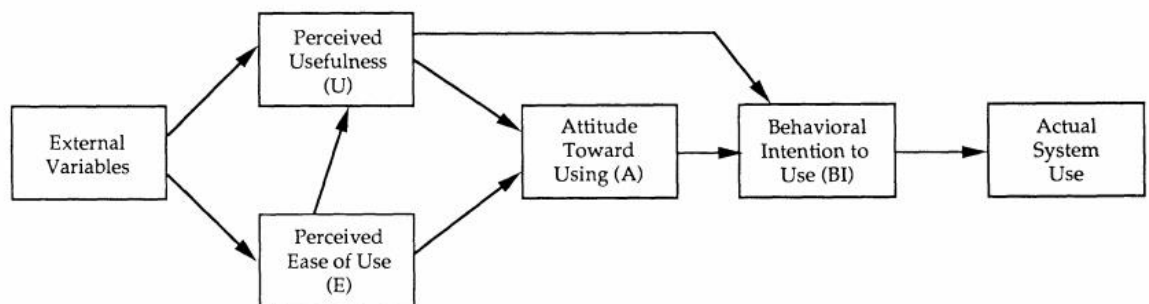 External
Variables
Perceived
Usefulness
(U)
Perceived
Ease of Use
(E)
Attitude
Toward
Using (A)
Behavioral
Intention to
Use (BI)
Actual
System
Use